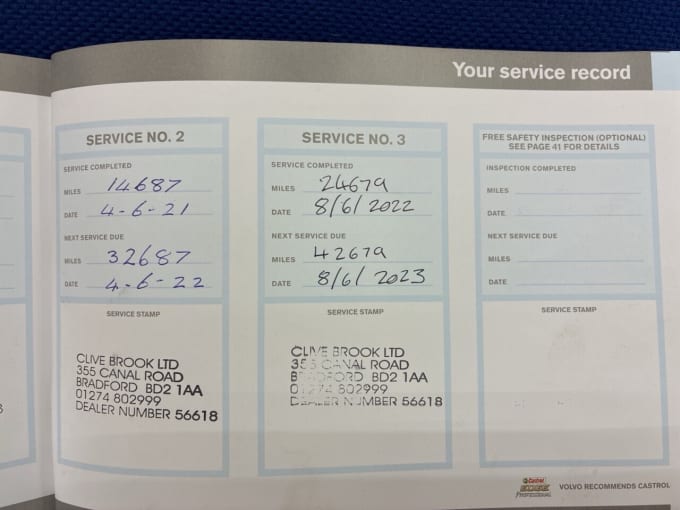 Your service record
SERVICE NO. 2
SERVICE COMPLETED
MILES 14687
DATE 4-6-21
NEXT SERVICE DUE
MILES 32687
DATE 4-6-22
SERVICE STAMP
CLIVE BROOK LTD
355 CANAL ROAD
BRADFORD BD2 1AA
01274 802999
DEALER NUMBER 56618
SERVICE NO. 3
SERVICE COMPLETED
MILES 24679
DATE 8/6/2022
NEXT SERVICE DUE
MILES 42679
DATE 8/6/2023
SERVICE STAMP
CLIVE BROOK LTD
355 CANAL ROAD
BRADFORD BD2 1AA
01274 802999
DEALER NUMBER 56618
FREE SAFETY INSPECTION (OPTIONAL)
SEE PAGE 41 FOR DETAILS
INSPECTION COMPLETED
MILES
DATE
NEXT SERVICE DUE
MILES
DATE
SERVICE STAMP
Castrol
EDGE
Professional
VOLVO RECOMMENDS CASTROL